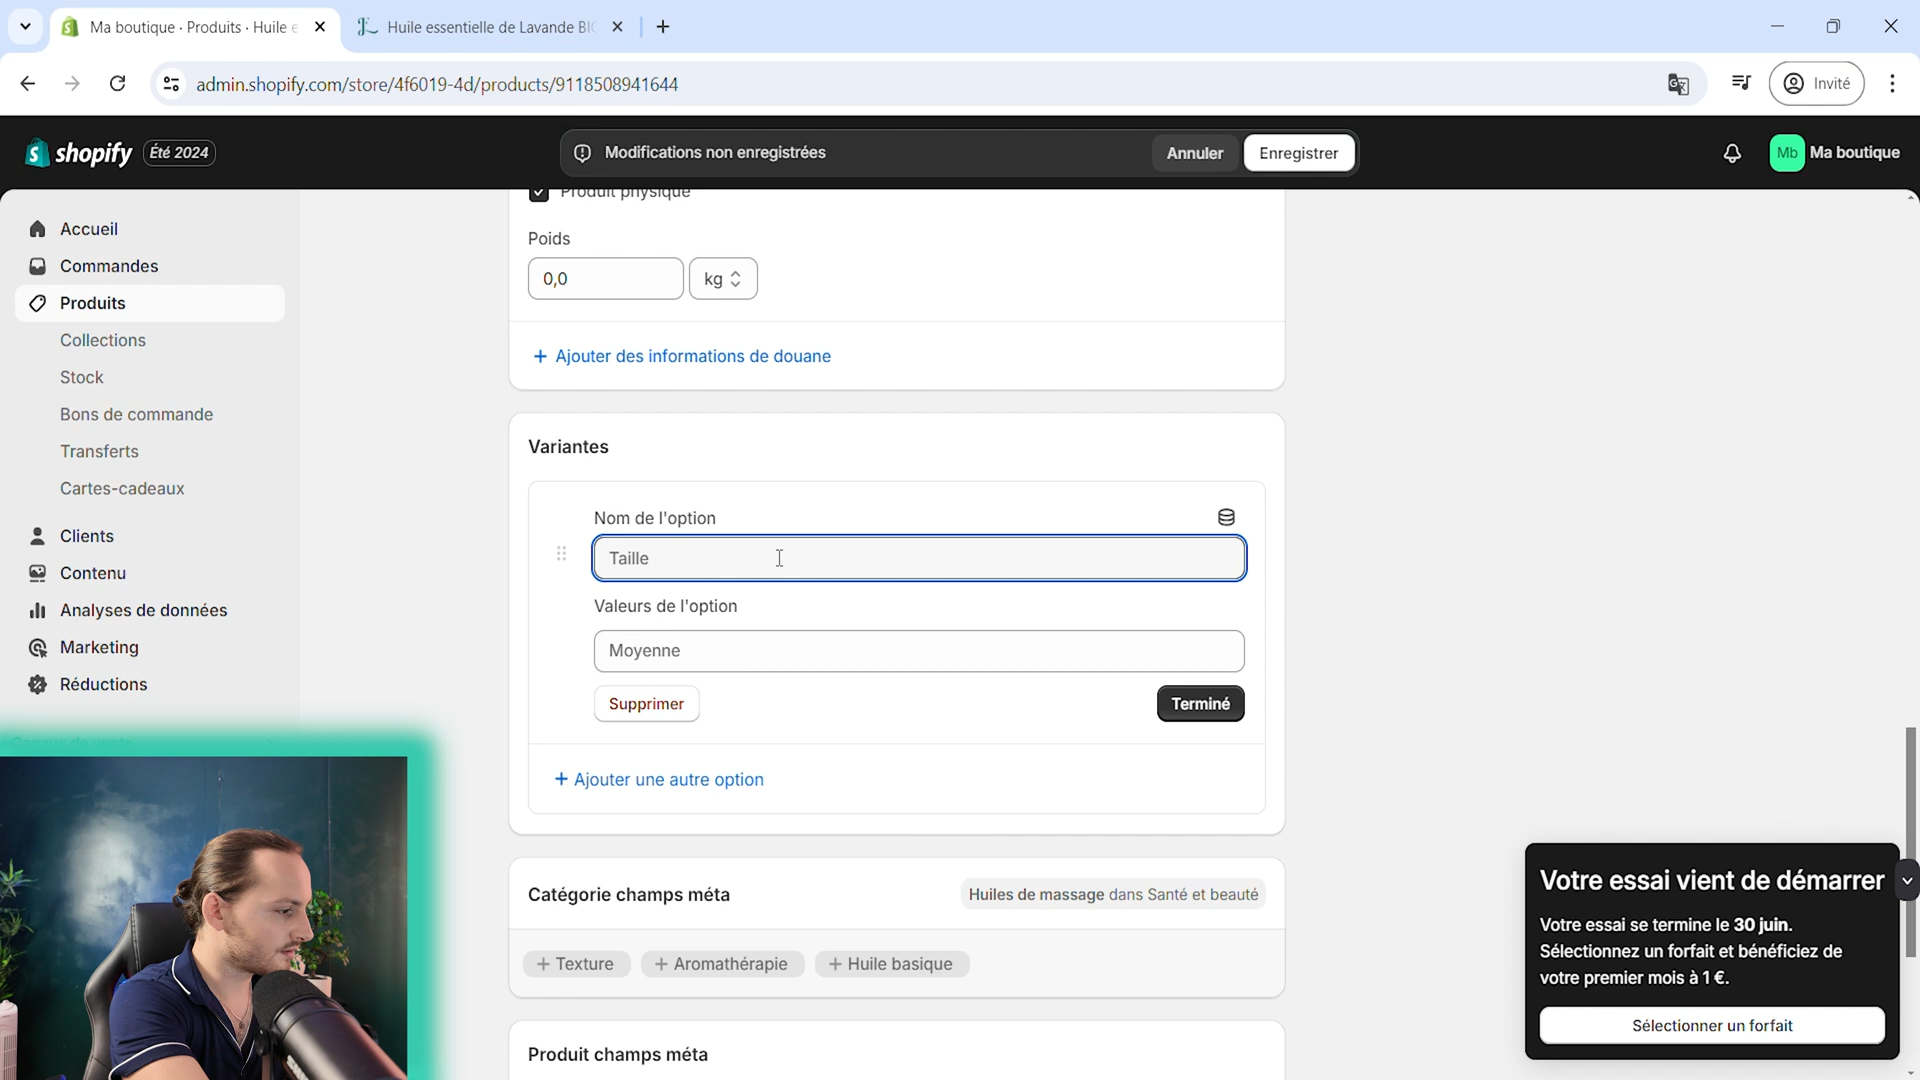 Ma boutique · Produits · Huile e
Huile essentielle de Lavande BIO
admin.shopify.com/store/4f6019-4d/products/9118508941644
Invité
shopify
Été 2024
Modifications non enregistrées
Annuler
Enregistrer
Mb
Ma boutique
Accueil
Commandes
Produits
Collections
Stock
Bons de commande
Transferts
Cartes-cadeaux
Clients
Contenu
Analyses de données
Marketing
Réductions
Produit physique
Poids
0,0
kg
+ Ajouter des informations de douane
Variantes
Nom de l'option
Taille
Valeurs de l'option
Moyenne
Supprimer
Terminé
+ Ajouter une autre option
Catégorie champs méta
Huiles de massage dans Santé et beauté
+ Texture
+ Aromathérapie
+ Huile basique
Produit champs méta
Votre essai vient de démarrer
Votre essai se termine le 30 juin.
Sélectionnez un forfait et bénéficiez de
votre premier mois à 1 €.
Sélectionner un forfait